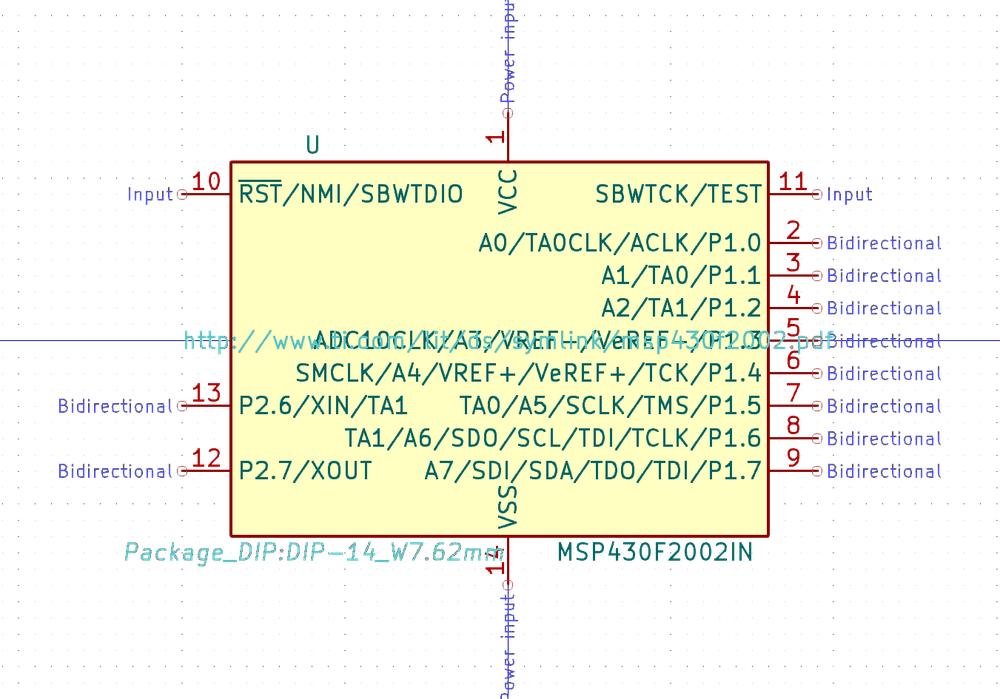 Power input
1
U
VCC
Input 10 RST/NMI/SBWTDIO SBWTCK/TEST 11 Input
A0/TA0CLK/ACLK/P1.0 2 Bidirectional
A1/TA0/P1.1 3 Bidirectional
A2/TA1/P1.2 4 Bidirectional
ADC10CLK/A3/VREF-/VeREF-/P1.3 5 Bidirectional
http://www.ti.com/lit/ds/symlink/msp430f2002.pdf
SMCLK/A4/VREF+/VeREF+/TCK/P1.4 6 Bidirectional
Bidirectional 13 P2.6/XIN/TA1 TA0/A5/SCLK/TMS/P1.5 7 Bidirectional
TA1/A6/SDO/SCL/TDI/TCLK/P1.6 8 Bidirectional
Bidirectional 12 P2.7/XOUT A7/SDI/SDA/TDO/TDI/P1.7 9 Bidirectional
VSS
Package_DIP:DIP-14_W7.62mm 14 MSP430F2002IN
Power input